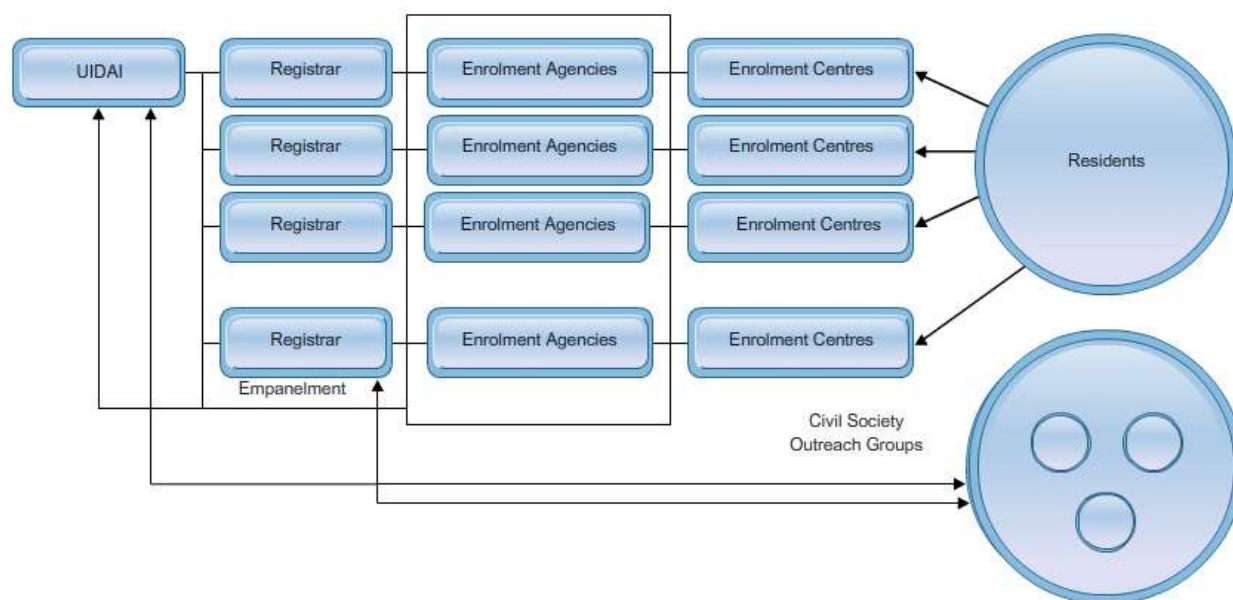 UIDAI
Registrar
Enrolment Agencies
Enrolment Centres
Registrar
Enrolment Agencies
Enrolment Centres
Residents
Registrar
Enrolment Agencies
Enrolment Centres
Registrar
Enrolment Agencies
Enrolment Centres
Empanelment
Civil Society
Outreach Groups